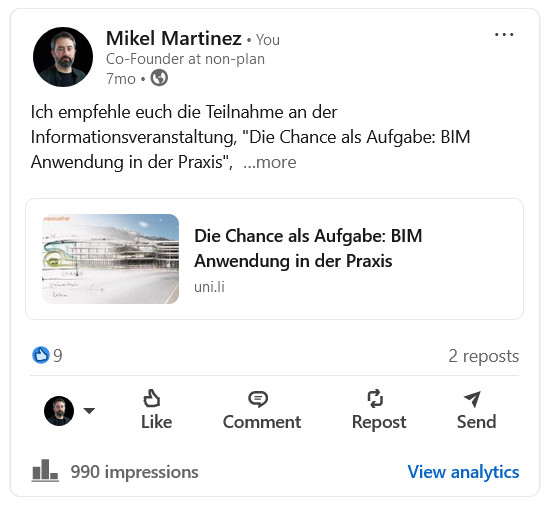 Mikel Martinez • You
Co-Founder at non-plan
7mo •
Ich empfehle euch die Teilnahme an der
Informationsveranstaltung, "Die Chance als Aufgabe: BIM
Anwendung in der Praxis", ...more
Die Chance als Aufgabe: BIM
Anwendung in der Praxis
uni.li
9
2 reposts
Like
Comment
Repost
Send
990 impressions
View analytics